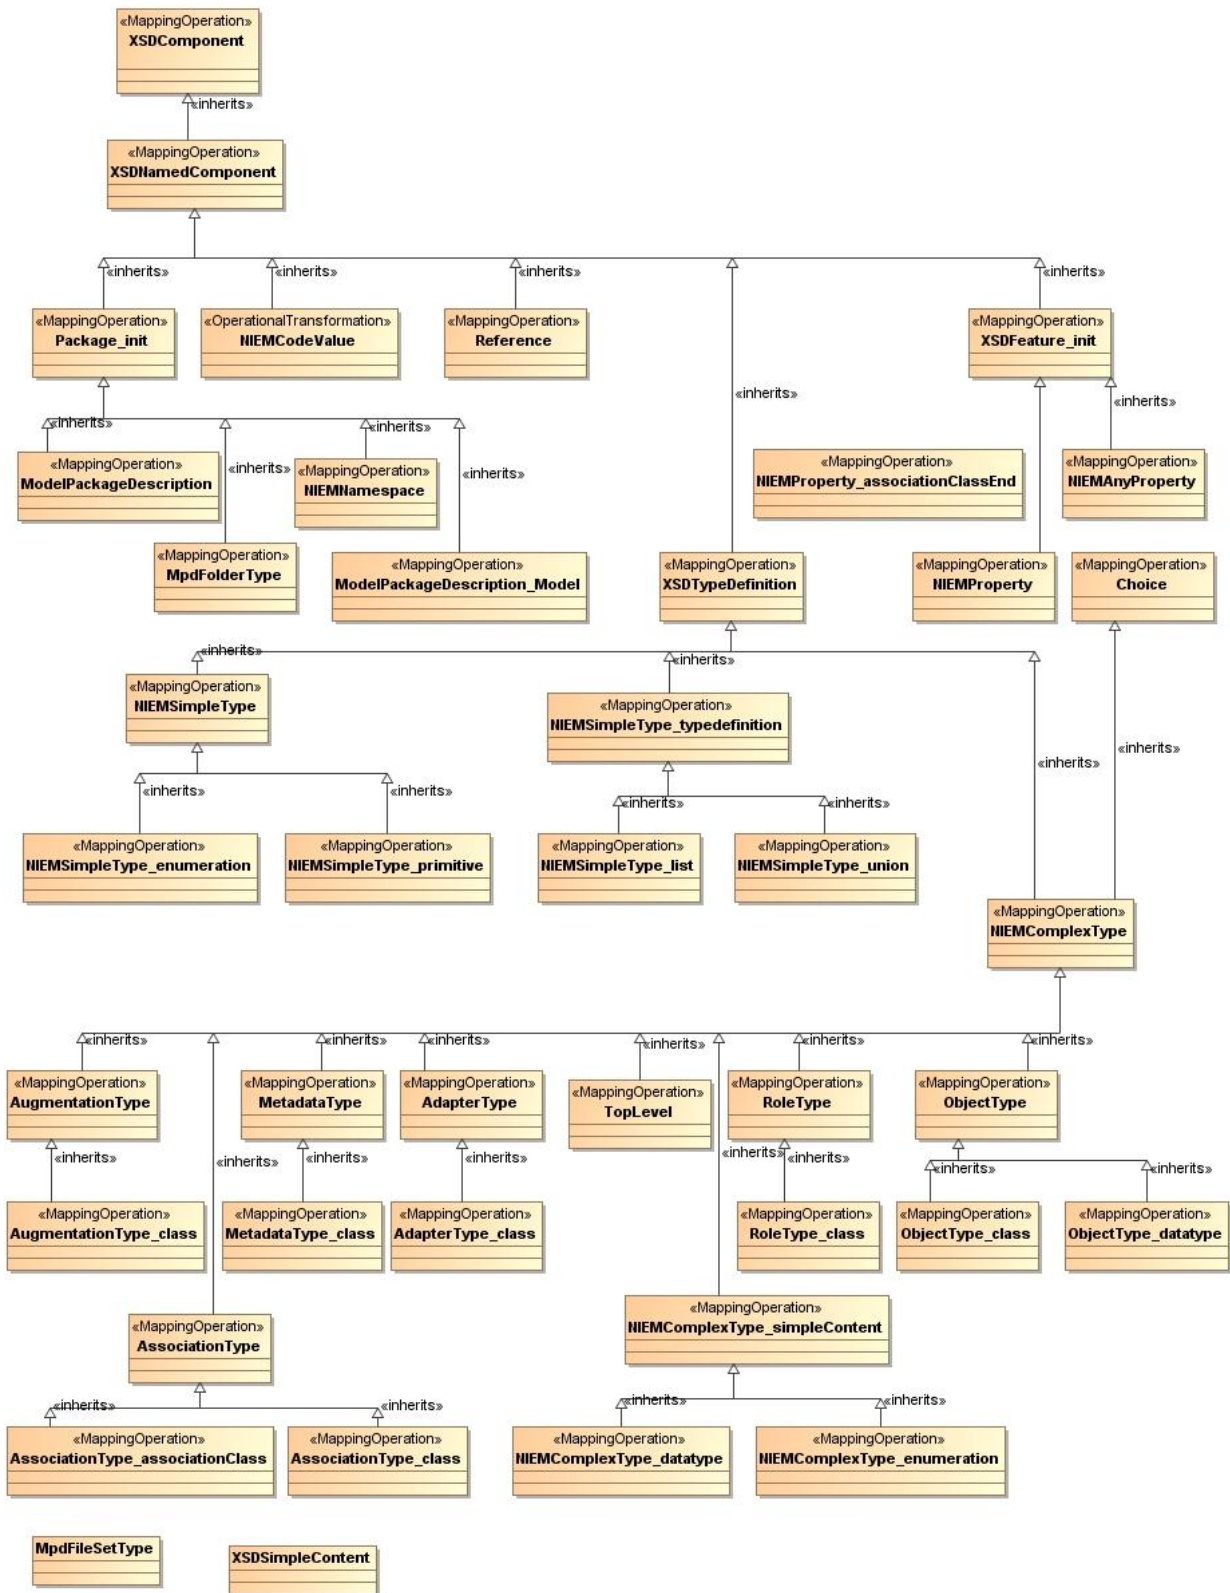 «MappingOperation»
XSDComponent
«inherits»
«MappingOperation»
XSDNamedComponent
«inherits»
«inherits»
«inherits»
«inherits»
«inherits»
«MappingOperation»
Package_init
«OperationalTransformation»
NIEMCodeValue
«MappingOperation»
Reference
«MappingOperation»
XSDFeature_init
«inherits»
«inherits»
«inherits»
«inherits»
«inherits»
«inherits»
«MappingOperation»
ModelPackageDescription
«MappingOperation»
NIEMNamespace
«MappingOperation»
NIEMProperty_associationClassEnd
«MappingOperation»
NIEMAnyProperty
«MappingOperation»
MpdFolderType
«MappingOperation»
ModelPackageDescription_Model
«MappingOperation»
XSDTypeDefinition
«MappingOperation»
NIEMProperty
«MappingOperation»
Choice
«inherits»
«inherits»
«MappingOperation»
NIEMSimpleType
«MappingOperation»
NIEMSimpleType_typedefinition
«inherits»
«inherits»
«inherits»
«inherits»
«inherits»
«inherits»
«MappingOperation»
NIEMSimpleType_enumeration
«MappingOperation»
NIEMSimpleType_primitive
«MappingOperation»
NIEMSimpleType_list
«MappingOperation»
NIEMSimpleType_union
«MappingOperation»
NIEMComplexType
«inherits»
«inherits»
«inherits»
«inherits»
«inherits»
«inherits»
«MappingOperation»
AugmentationType
«MappingOperation»
MetadataType
«MappingOperation»
AdapterType
«MappingOperation»
TopLevel
«MappingOperation»
RoleType
«MappingOperation»
ObjectType
«inherits»
«inherits»
«inherits»
«inherits»
«inherits»
«inherits»
«inherits»
«inherits»
«MappingOperation»
AugmentationType_class
«MappingOperation»
MetadataType_class
«MappingOperation»
AdapterType_class
«MappingOperation»
RoleType_class
«MappingOperation»
ObjectType_class
«MappingOperation»
ObjectType_datatype
«MappingOperation»
AssociationType
«MappingOperation»
NIEMComplexType_simpleContent
«inherits»
«inherits»
«inherits»
«inherits»
«MappingOperation»
AssociationType_associationClass
«MappingOperation»
AssociationType_class
«MappingOperation»
NIEMComplexType_datatype
«MappingOperation»
NIEMComplexType_enumeration
MpdFileSetType
XSDSimpleContent